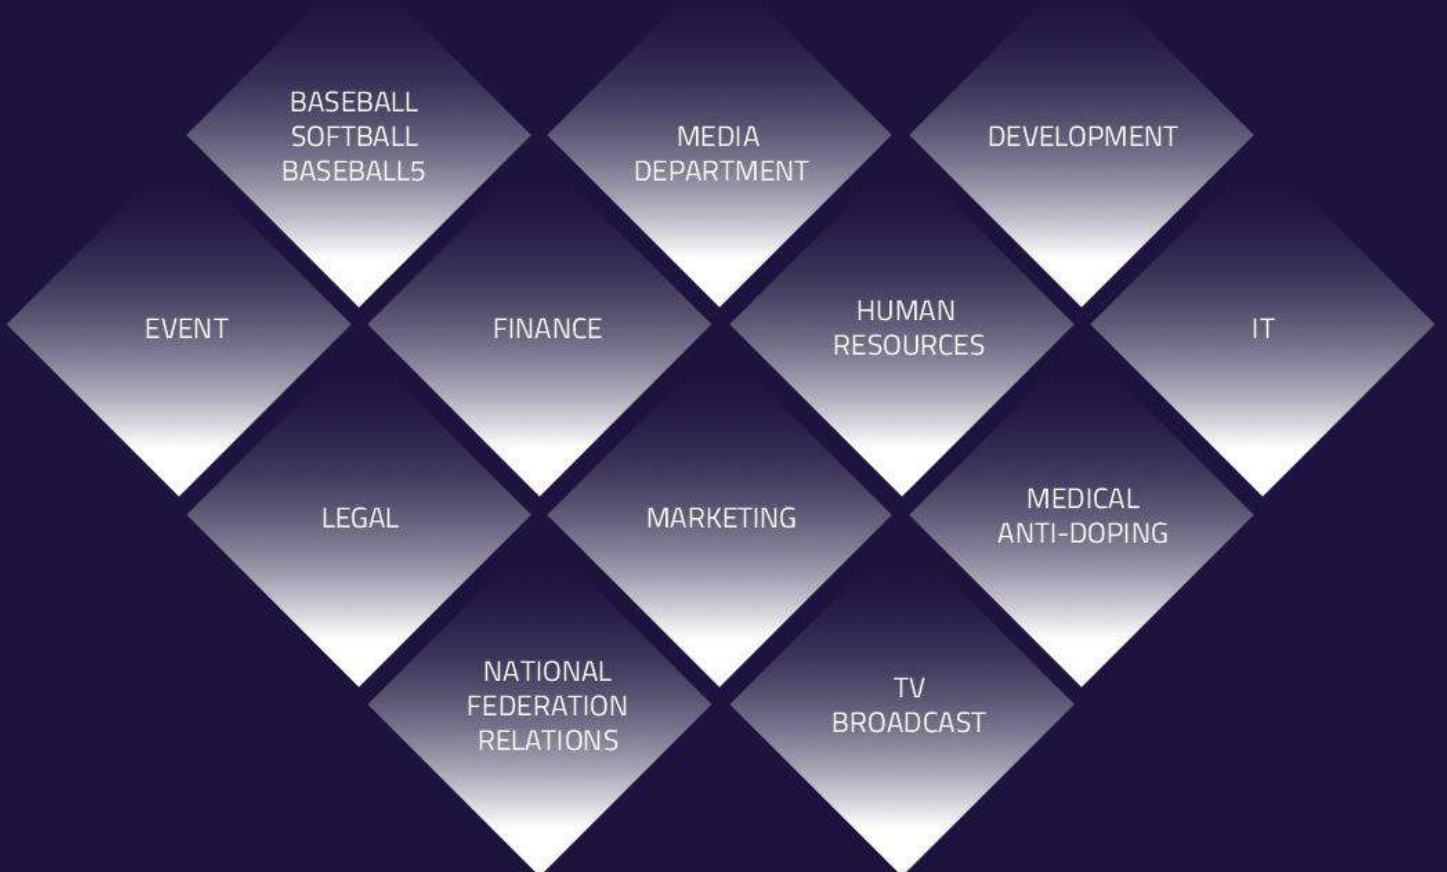 BASEBALL
SOFTBALL
BASEBALL5
MEDIA
DEPARTMENT
DEVELOPMENT
EVENT
FINANCE
HUMAN
RESOURCES
IT
LEGAL
MARKETING
MEDICAL
ANTI-DOPING
NATIONAL
FEDERATION
RELATIONS
TV
BROADCAST